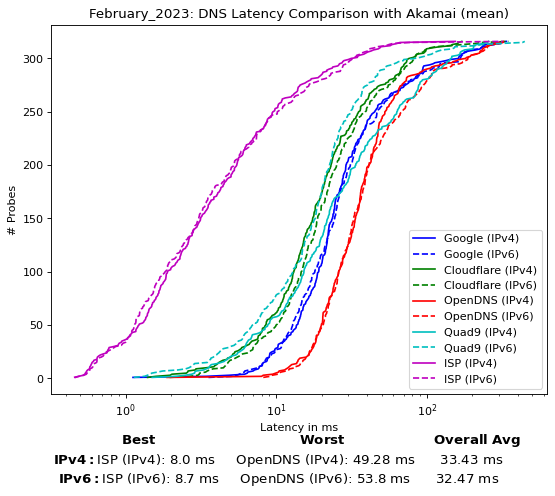 February_2023: DNS Latency Comparison with Akamai (mean)
# Probes
300
250
200
150
100
50
0
Google (IPv4)
Google (IPv6)
Cloudflare (IPv4)
Cloudflare (IPv6)
OpenDNS (IPv4)
OpenDNS (IPv6)
Quad9 (IPv4)
Quad9 (IPv6)
ISP (IPv4)
ISP (IPv6)
10⁰ 10¹ 10²
Latency in ms
Best Worst Overall Avg
IPv4: ISP (IPv4): 8.0 ms OpenDNS (IPv4): 49.28 ms 33.43 ms
IPv6: ISP (IPv6): 8.7 ms OpenDNS (IPv6): 53.8 ms 32.47 ms